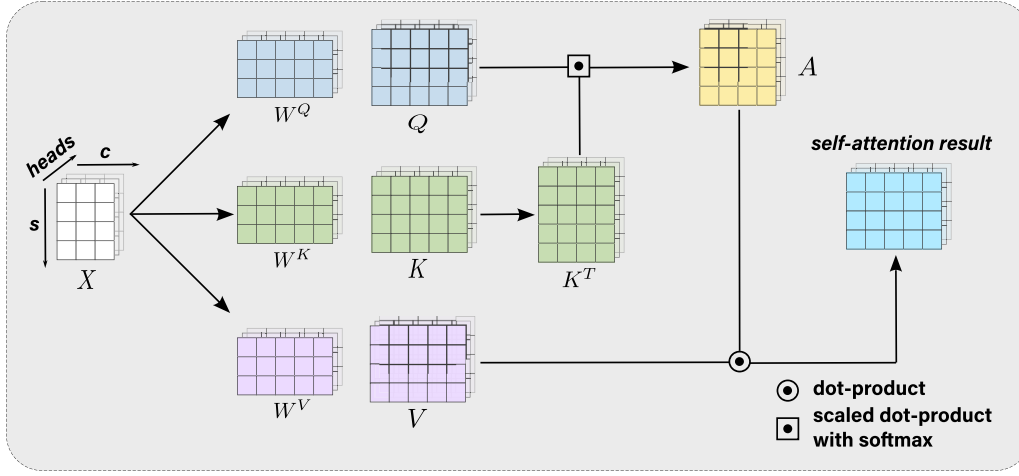 W^Q
Q
A
heads
c
s
X
W^K
K
K^T
self-attention result
W^V
V
dot-product
scaled dot-product
with softmax